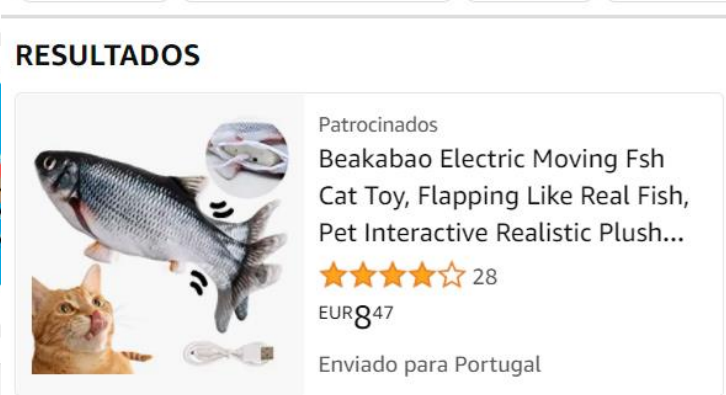 RESULTADOS
Patrocinados
Beakabao Electric Moving Fsh
Cat Toy, Flapping Like Real Fish,
Pet Interactive Realistic Plush...
28
EUR8⁴⁷
Enviado para Portugal